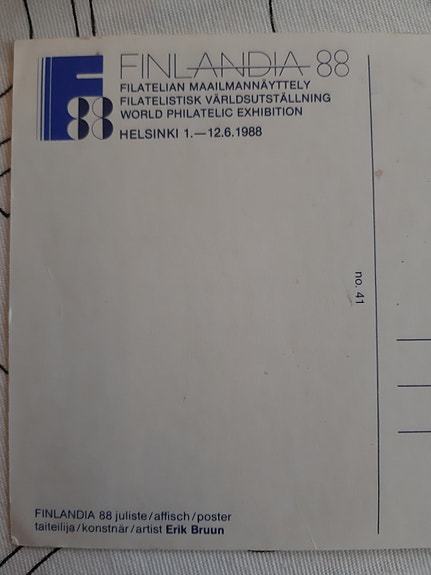 FINLANDIA 88
FILATELIAN MAAILMANNÄYTTELY
FILATELISTISK VÄRLDSUTSTÄLLNING
WORLD PHILATELIC EXHIBITION
HELSINKI 1.—12.6.1988
F 88
no. 41
FINLANDIA 88 juliste/affisch/poster
taiteilija/konstnär/artist Erik Bruun